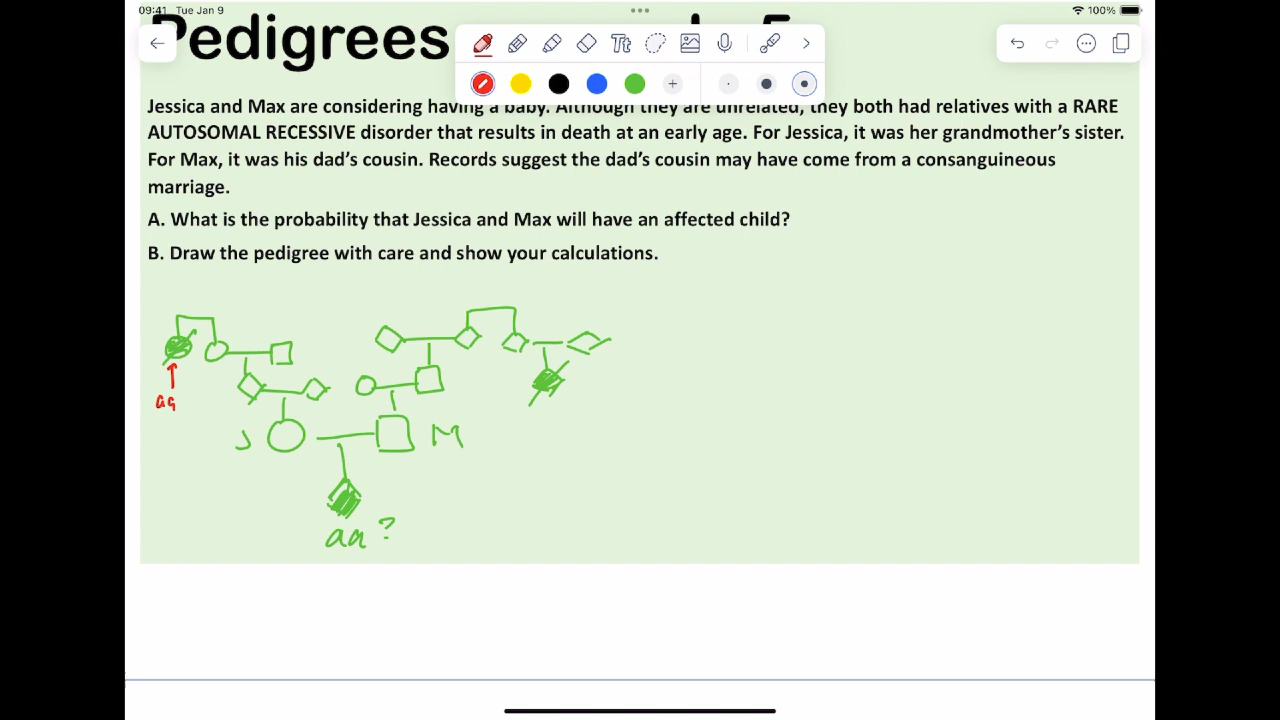 09:41 Tue Jan 9
100%
Pedigrees
Tt
Jessica and Max are considering having a baby. Although they are unrelated, they both had relatives with a RARE
AUTOSOMAL RECESSIVE disorder that results in death at an early age. For Jessica, it was her grandmother's sister.
For Max, it was his dad's cousin. Records suggest the dad's cousin may have come from a consanguineous
marriage.
A. What is the probability that Jessica and Max will have an affected child?
B. Draw the pedigree with care and show your calculations.
aa
J M
aa ?